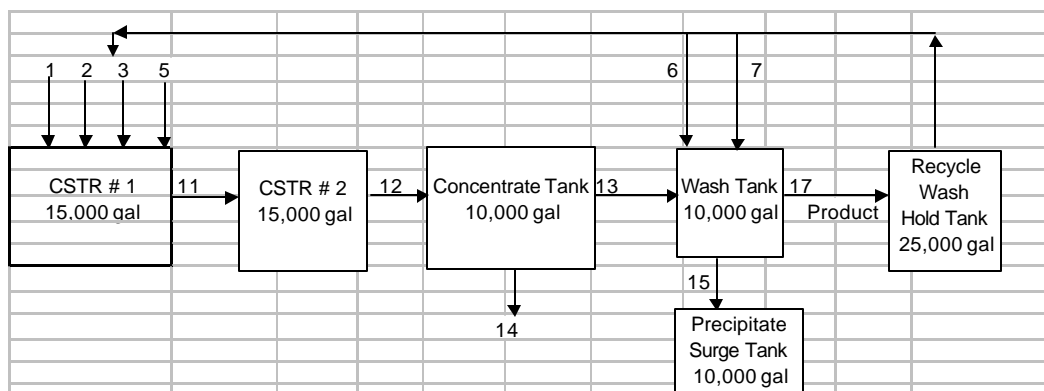 1 2 3 5
6 7
CSTR # 1
15,000 gal
11
CSTR # 2
15,000 gal
12
Concentrate Tank
10,000 gal
13
Wash Tank
10,000 gal
17
Product
Recycle
Wash
Hold Tank
25,000 gal
14
15
Precipitate
Surge Tank
10,000 gal